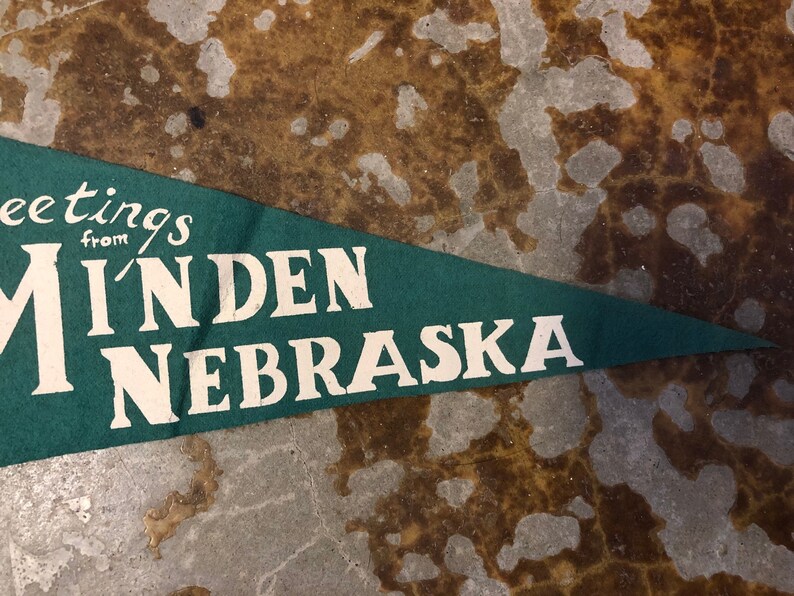 eetings
from
MINDEN
NEBRASKA